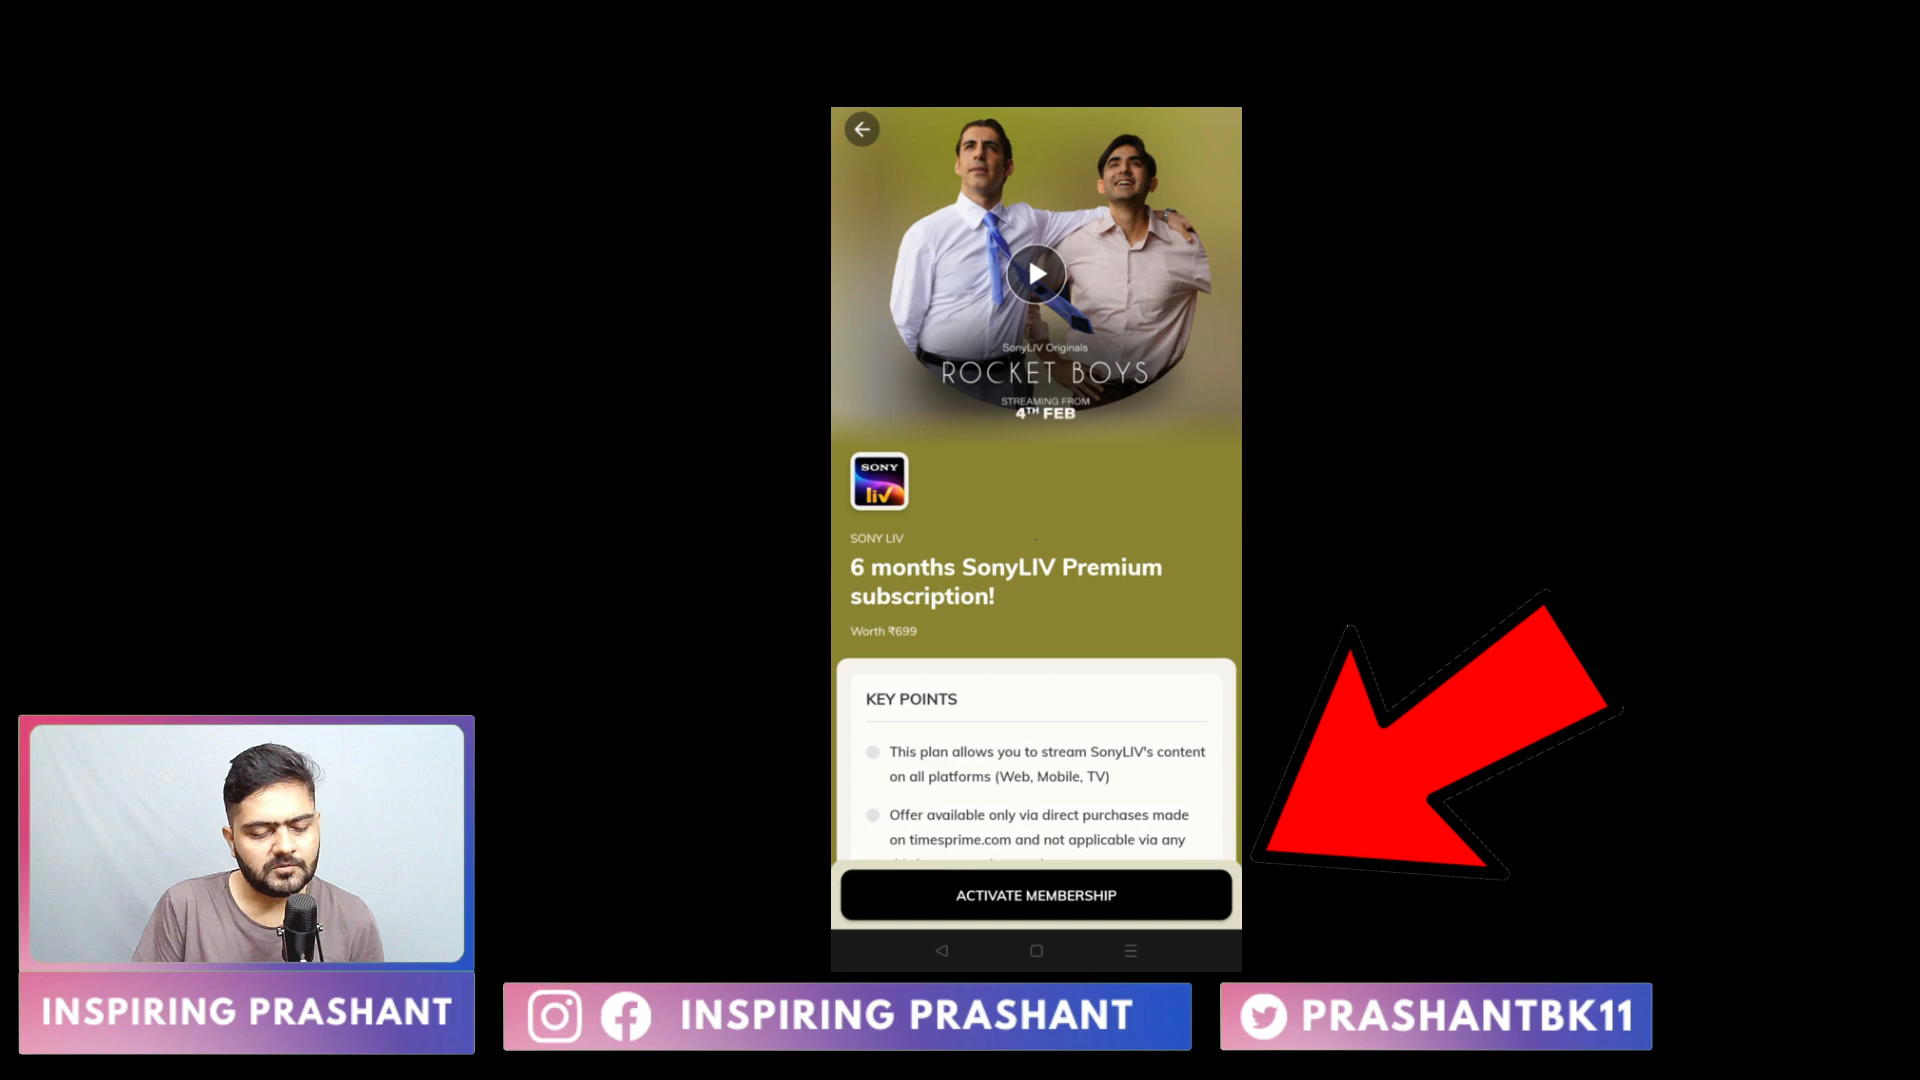 SonyLIV Originals
ROCKET BOYS
STREAMING FROM
4TH FEB
SONY
liv
SONY LIV
6 months SonyLIV Premium
subscription!
Worth ₹699
KEY POINTS
This plan allows you to stream SonyLIV's content
on all platforms (Web, Mobile, TV)
Offer available only via direct purchases made
on timesprime.com and not applicable via any
ACTIVATE MEMBERSHIP
INSPIRING PRASHANT
INSPIRING PRASHANT
PRASHANTBK11